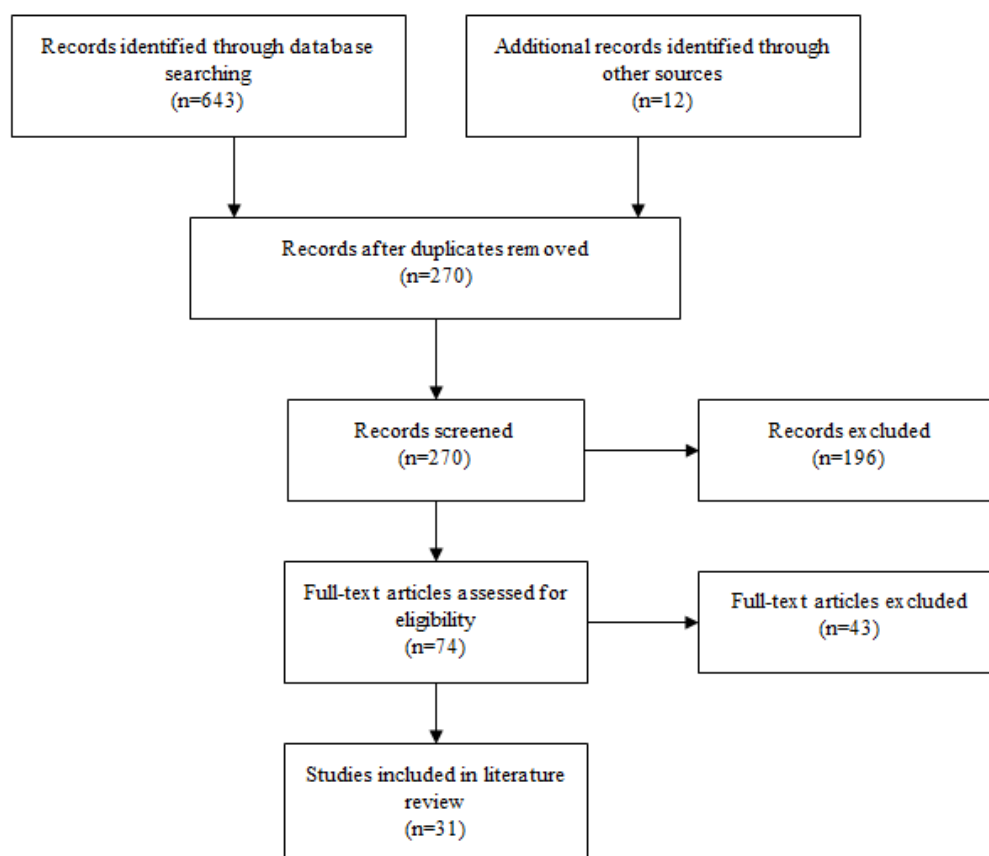 Records identified through database
searching
(n=643)
Additional records identified through
other sources
(n=12)
Records after duplicates removed
(n=270)
Records screened
(n=270)
Records excluded
(n=196)
Full-text articles assessed for
eligibility
(n=74)
Full-text articles excluded
(n=43)
Studies included in literature
review
(n=31)